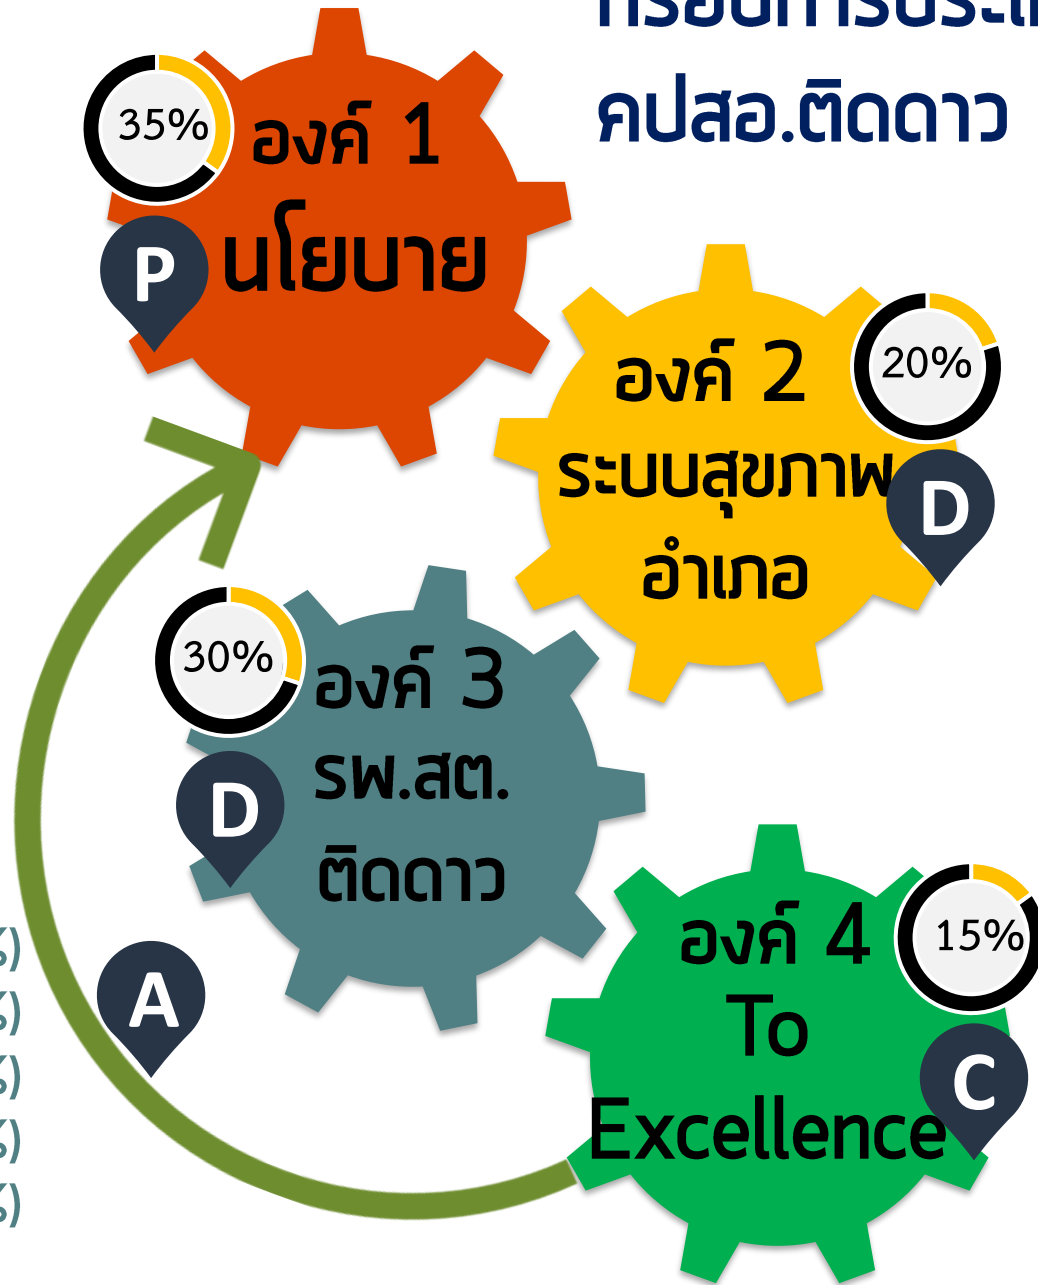 คปสอ.ติดดาว
35%
องค์ 1
นโยบาย
P
องค์ 2
ระบบสุขภาพ
อำเภอ
20%
D
30%
องค์ 3
รพ.สต.
ติดดาว
D
A
องค์ 4
To
Excellence
15%
C